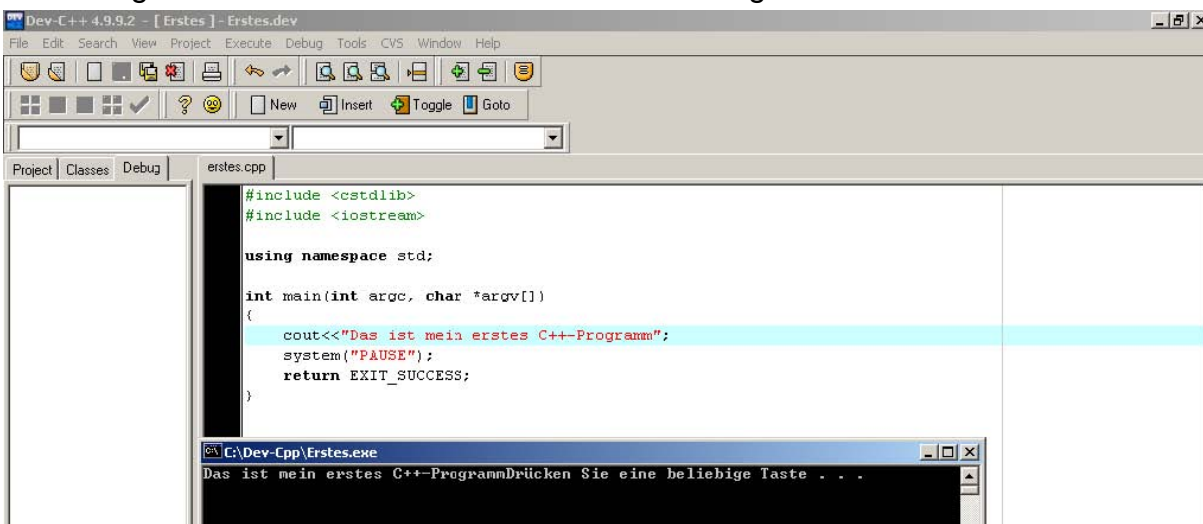 Dev-C++ 4.9.9.2 - [ Erstes ] - Erstes.dev
File Edit Search View Project Execute Debug Tools CVS Window Help
New Insert Toggle Goto
Project Classes Debug erstes.cpp
#include <cstdlib>
#include <iostream>
using namespace std;
int main(int argc, char *argv[])
{
cout<<"Das ist mein erstes C++-Programm";
system("PAUSE");
return EXIT_SUCCESS;
}
C:\Dev-Cpp\Erstes.exe
Das ist mein erstes C++-ProgrammDrücken Sie eine beliebige Taste . . .